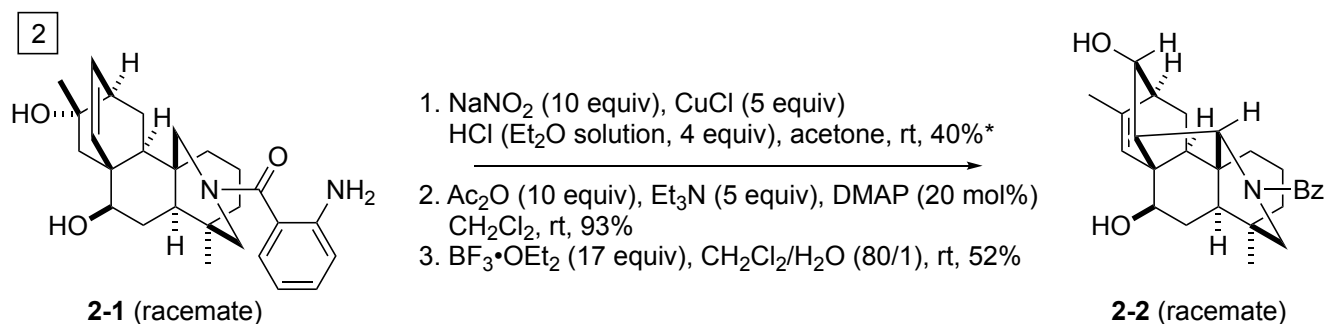 2
H
HO
H
N
O
NH₂
HO
H
2-1 (racemate)
1. NaNO₂ (10 equiv), CuCl (5 equiv)
HCl (Et₂O solution, 4 equiv), acetone, rt, 40%*
2. Ac₂O (10 equiv), Et₃N (5 equiv), DMAP (20 mol%)
CH₂Cl₂, rt, 93%
3. BF₃•OEt₂ (17 equiv), CH₂Cl₂/H₂O (80/1), rt, 52%
HO
H
H
H
H
N
Bz
HO
H
2-2 (racemate)